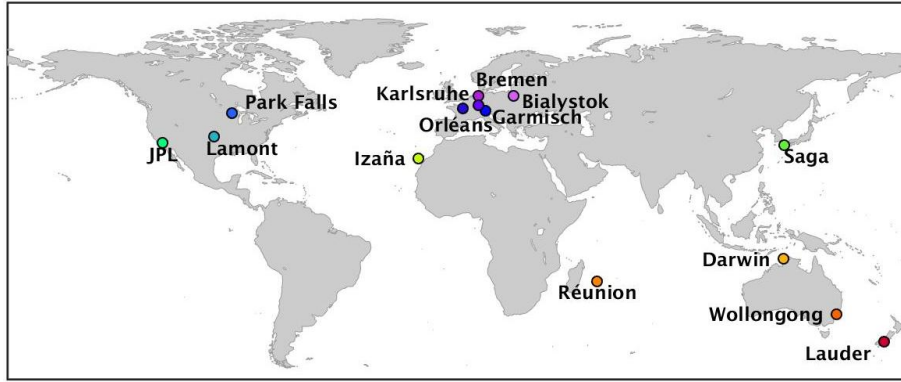 Bremen
Karlsruhe
Bialystok
Park Falls
Orléans
Garmisch
JPL
Lamont
Izaña
Saga
Darwin
Réunion
Wollongong
Lauder